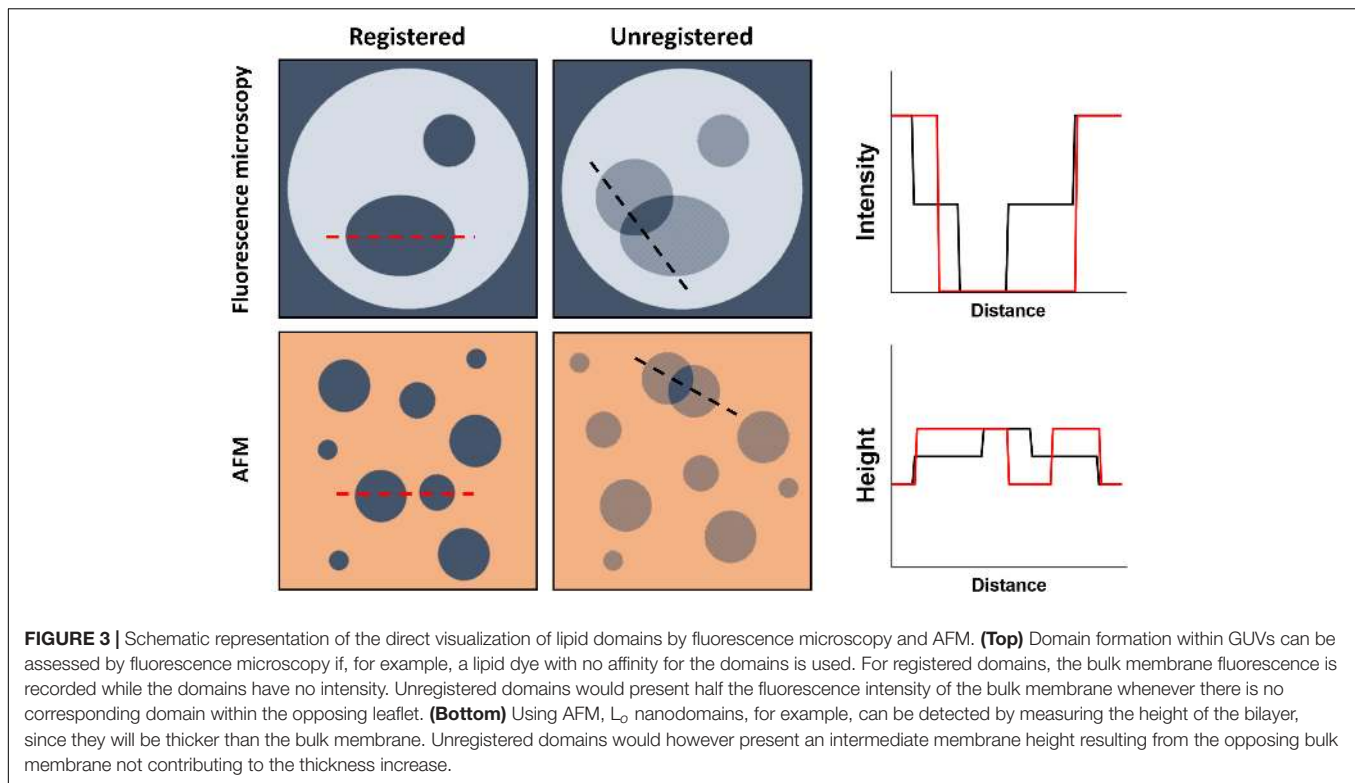 Registered
Unregistered
Fluorescence microscopy
Intensity
Distance
AFM
Height
Distance
FIGURE 3 | Schematic representation of the direct visualization of lipid domains by fluorescence microscopy and AFM. (Top) Domain formation within GUVs can be
assessed by fluorescence microscopy if, for example, a lipid dye with no affinity for the domains is used. For registered domains, the bulk membrane fluorescence is
recorded while the domains have no intensity. Unregistered domains would present half the fluorescence intensity of the bulk membrane whenever there is no
corresponding domain within the opposing leaflet. (Bottom) Using AFM, Lo nanodomains, for example, can be detected by measuring the height of the bilayer,
since they will be thicker than the bulk membrane. Unregistered domains would however present an intermediate membrane height resulting from the opposing bulk
membrane not contributing to the thickness increase.